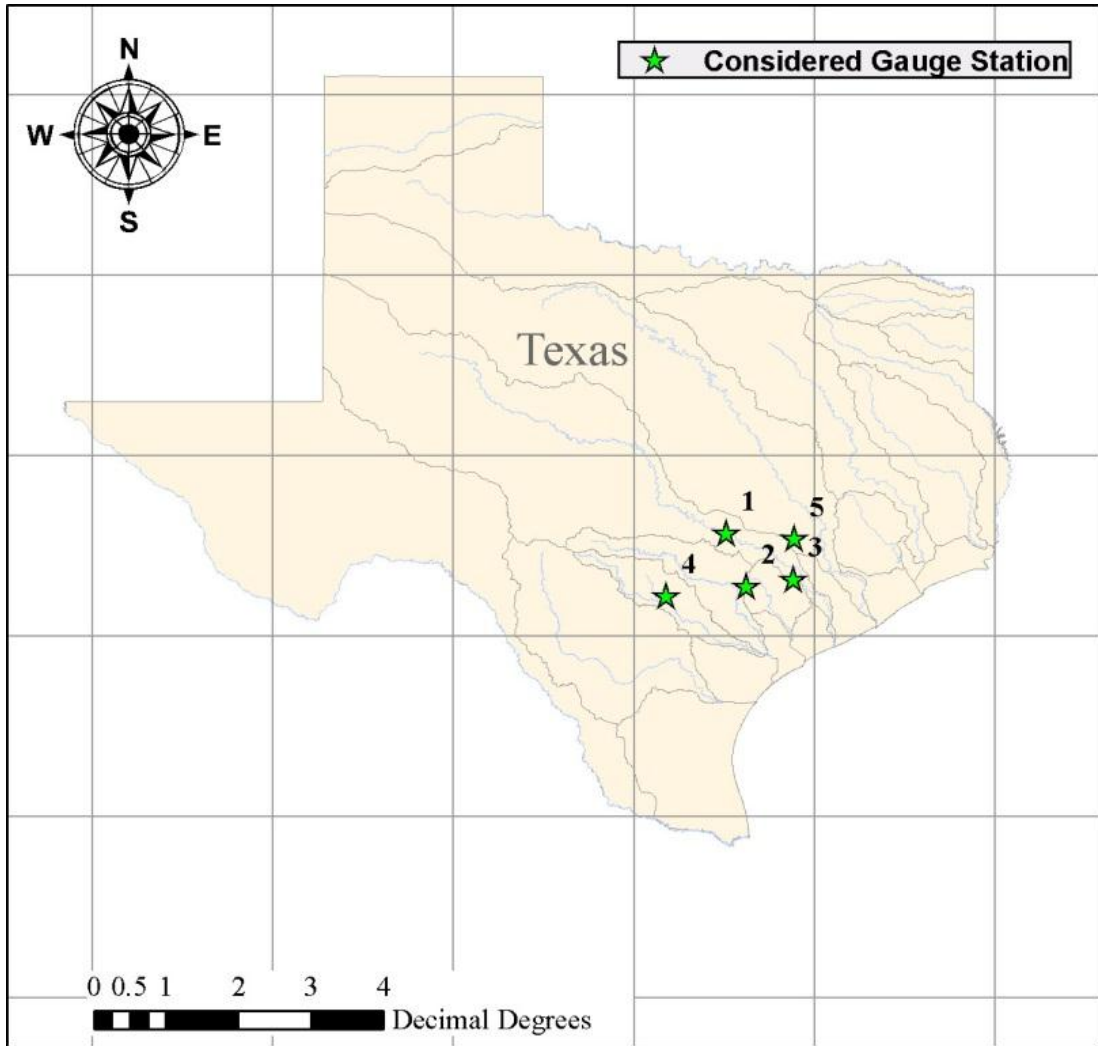 N
Considered Gauge Station
W E
S
Texas
1 5
3
2
4
0 0.5 1 2 3 4
Decimal Degrees